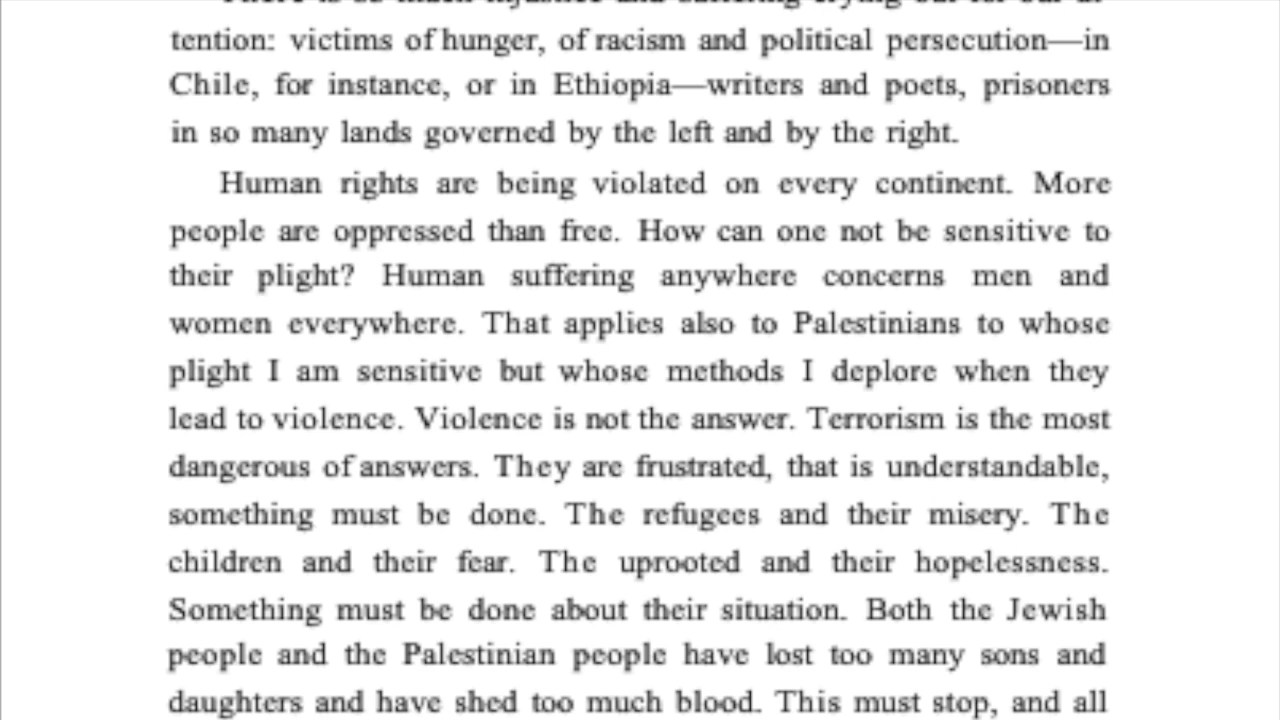 tention: victims of hunger, of racism and political persecution—in
Chile, for instance, or in Ethiopia—writers and poets, prisoners
in so many lands governed by the left and by the right.
Human rights are being violated on every continent. More
people are oppressed than free. How can one not be sensitive to
their plight? Human suffering anywhere concerns men and
women everywhere. That applies also to Palestinians to whose
plight I am sensitive but whose methods I deplore when they
lead to violence. Violence is not the answer. Terrorism is the most
dangerous of answers. They are frustrated, that is understandable,
something must be done. The refugees and their misery. The
children and their fear. The uprooted and their hopelessness.
Something must be done about their situation. Both the Jewish
people and the Palestinian people have lost too many sons and
daughters and have shed too much blood. This must stop, and all